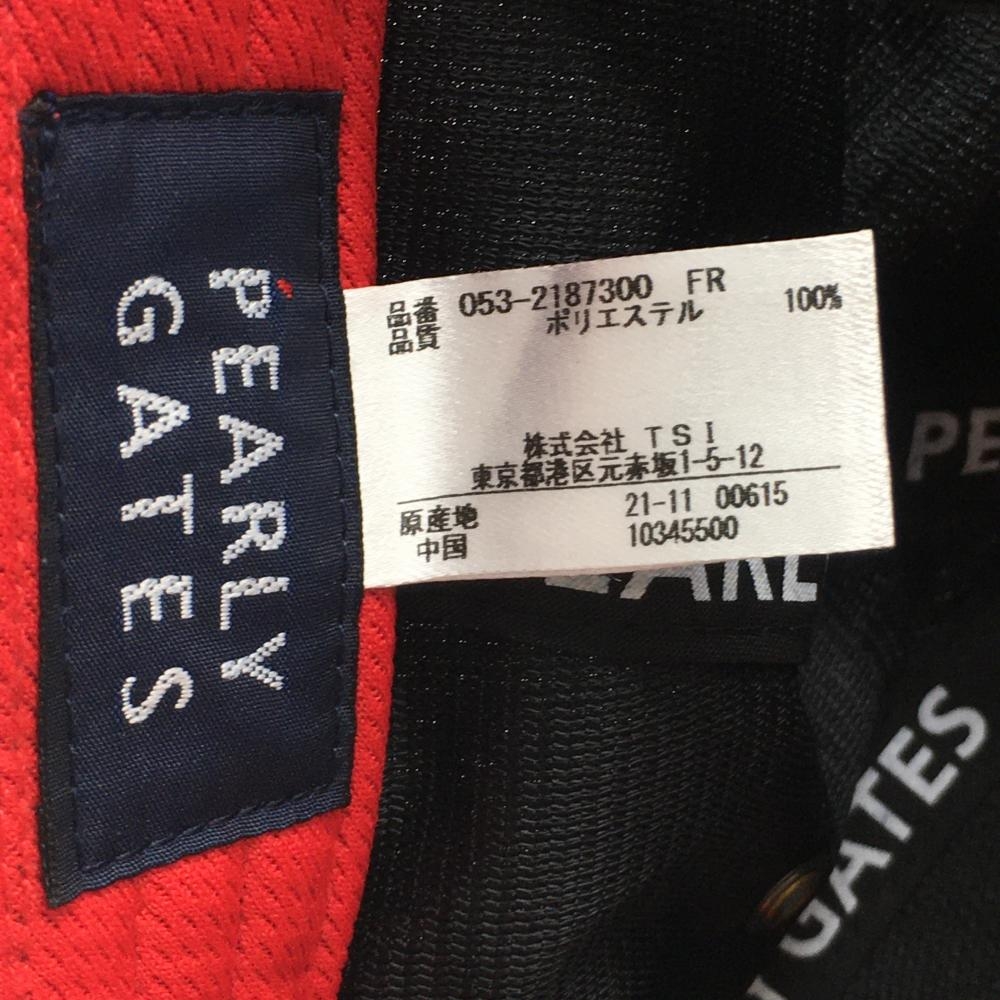 PEARLY
GATES
品番 053-2187300 FR
品質 ポリエステル 100%
株式会社 TSI
東京都港区元赤坂1-5-12
原産地 21-11 00615
中国 10345500
PE
GATES